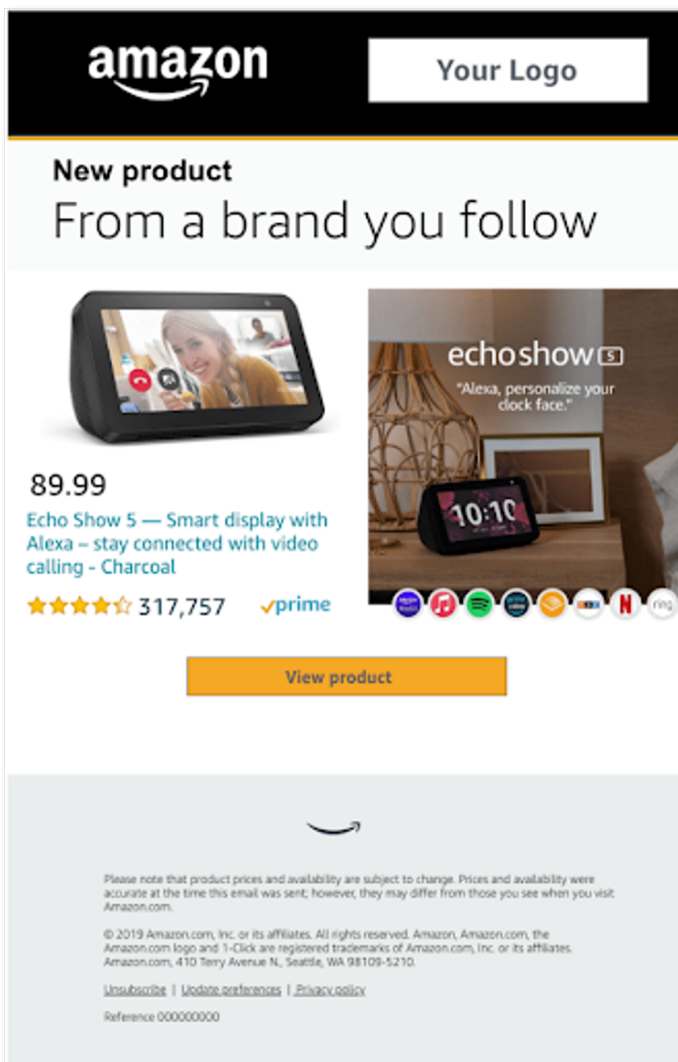 amazon
Your Logo
New product
From a brand you follow
echo show 5
"Alexa, personalize your
clock face."
10:10
89.99
Echo Show 5 — Smart display with
Alexa – stay connected with video
calling - Charcoal
317,757
prime
N
ring
View product
Please note that product prices and availability are subject to change. Prices and availability were
accurate at the time this email was sent; however, they may differ from those you see when you visit
Amazon.com.
© 2019 Amazon.com, Inc. or its affiliates. All rights reserved. Amazon, Amazon.com, the
Amazon.com logo and 1-Click are registered trademarks of Amazon.com, Inc. or its affiliates.
Amazon.com, 410 Terry Avenue N., Seattle, WA 98109-5210.
Unsubscribe | Update preferences | Privacy policy
Reference 000000000